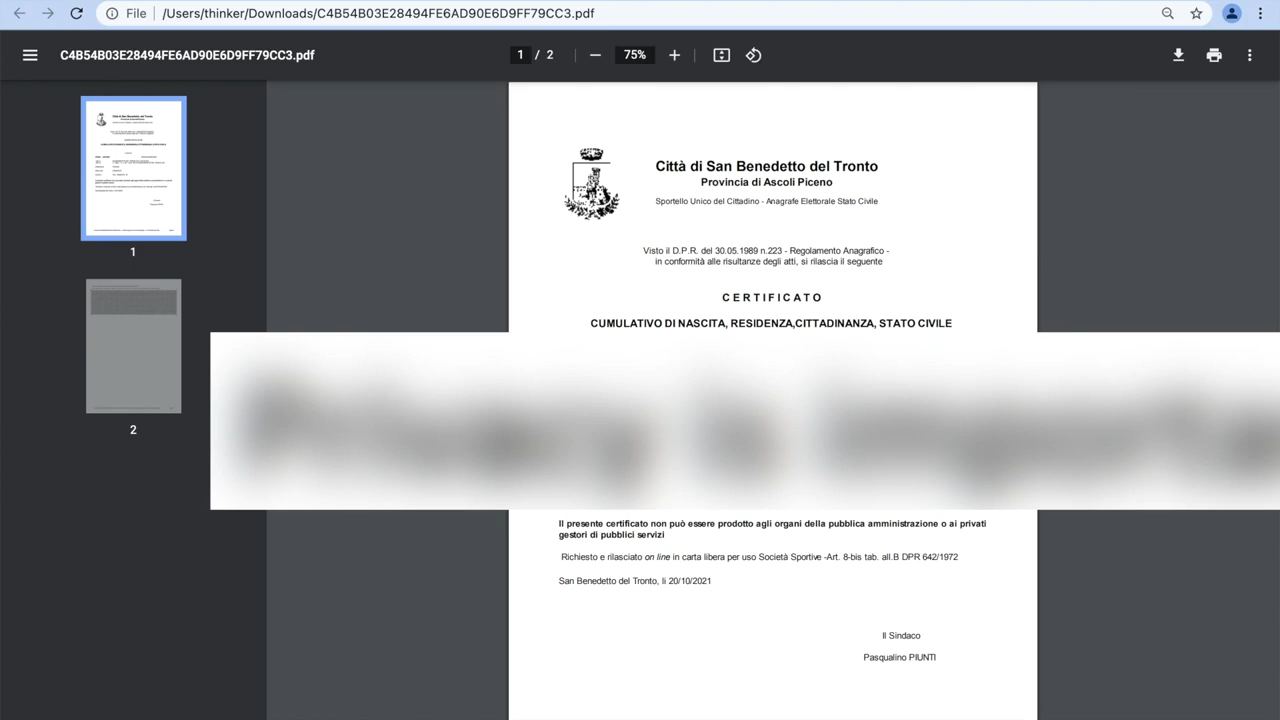 File /Users/thinker/Downloads/C4B54B03E28494FE6AD90E6D9FF79CC3.pdf
C4B54B03E28494FE6AD90E6D9FF79CC3.pdf
1 / 2
75%
Città di San Benedetto del Tronto
Provincia di Ascoli Piceno
Sportello Unico del Cittadino - Anagrafe Elettorale Stato Civile
Visto il D.P.R. del 30.05.1989 n.223 - Regolamento Anagrafico -
in conformità alle risultanze degli atti, si rilascia il seguente
C E R T I F I C A T O
CUMULATIVO DI NASCITA, RESIDENZA,CITTADINANZA, STATO CIVILE
Il presente certificato non può essere prodotto agli organi della pubblica amministrazione o ai privati
gestori di pubblici servizi
Richiesto e rilasciato on line in carta libera per uso Società Sportive -Art. 8-bis tab. all.B DPR 642/1972
San Benedetto del Tronto, li 20/10/2021
Il Sindaco
Pasqualino PIUNTI
1
2